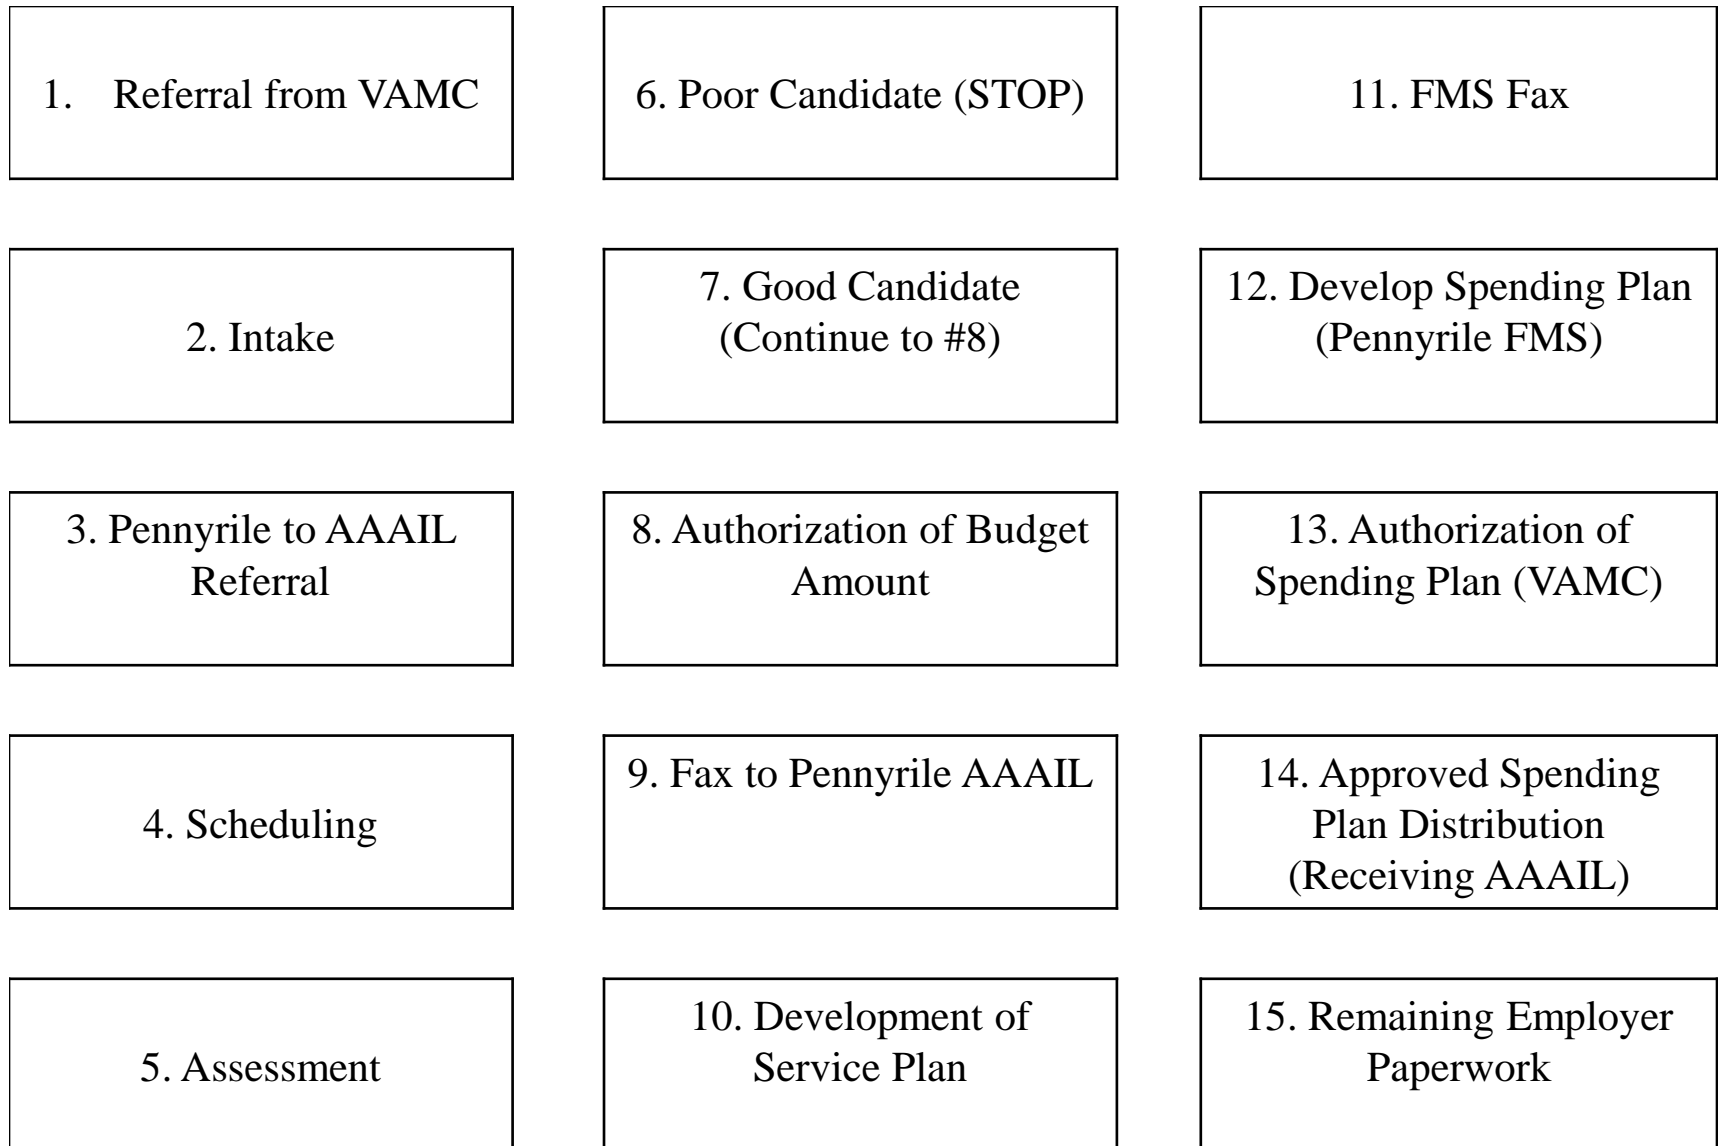 1. Referral from VAMC
2. Intake
3. Pennyrile to AAAIL
Referral
4. Scheduling
5. Assessment
6. Poor Candidate (STOP)
7. Good Candidate
(Continue to #8)
8. Authorization of Budget
Amount
9. Fax to Pennyrile AAAIL
10. Development of
Service Plan
11. FMS Fax
12. Develop Spending Plan
(Pennyrile FMS)
13. Authorization of
Spending Plan (VAMC)
14. Approved Spending
Plan Distribution
(Receiving AAAIL)
15. Remaining Employer
Paperwork